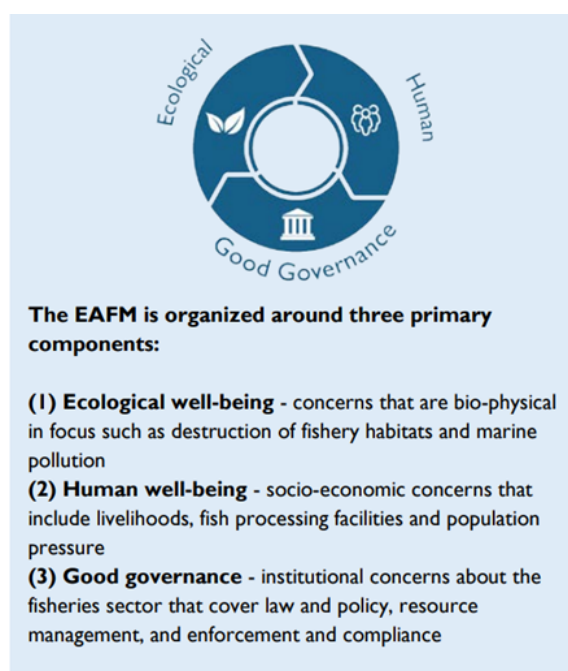 Ecological
Human
Good Governance
The EAFM is organized around three primary
components:
(1) Ecological well-being - concerns that are bio-physical
in focus such as destruction of fishery habitats and marine
pollution
(2) Human well-being - socio-economic concerns that
include livelihoods, fish processing facilities and population
pressure
(3) Good governance - institutional concerns about the
fisheries sector that cover law and policy, resource
management, and enforcement and compliance